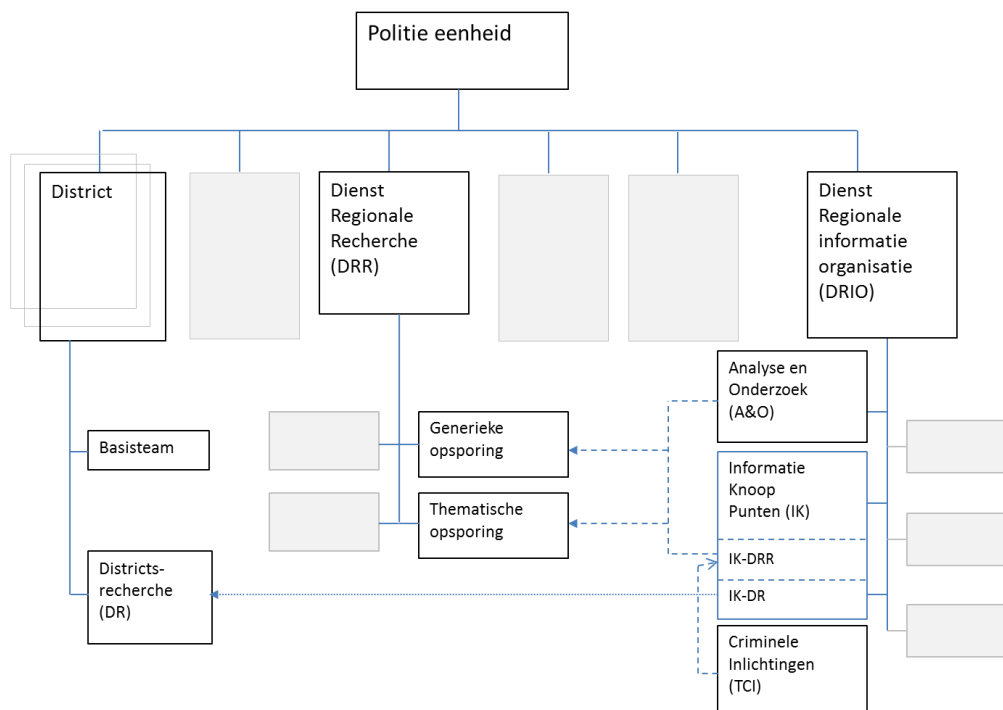 Politie eenheid
District
Dienst
Regionale
Recherche
(DRR)
Dienst
Regionale
informatie
organisatie
(DRIO)
Analyse en
Onderzoek
(A&O)
Generieke
opsporing
Basisteam
Informatie
Knoop
Punten (IK)
Thematische
opsporing
IK-DRR
Districts-
recherche
(DR)
IK-DR
Criminele
Inlichtingen
(TCI)